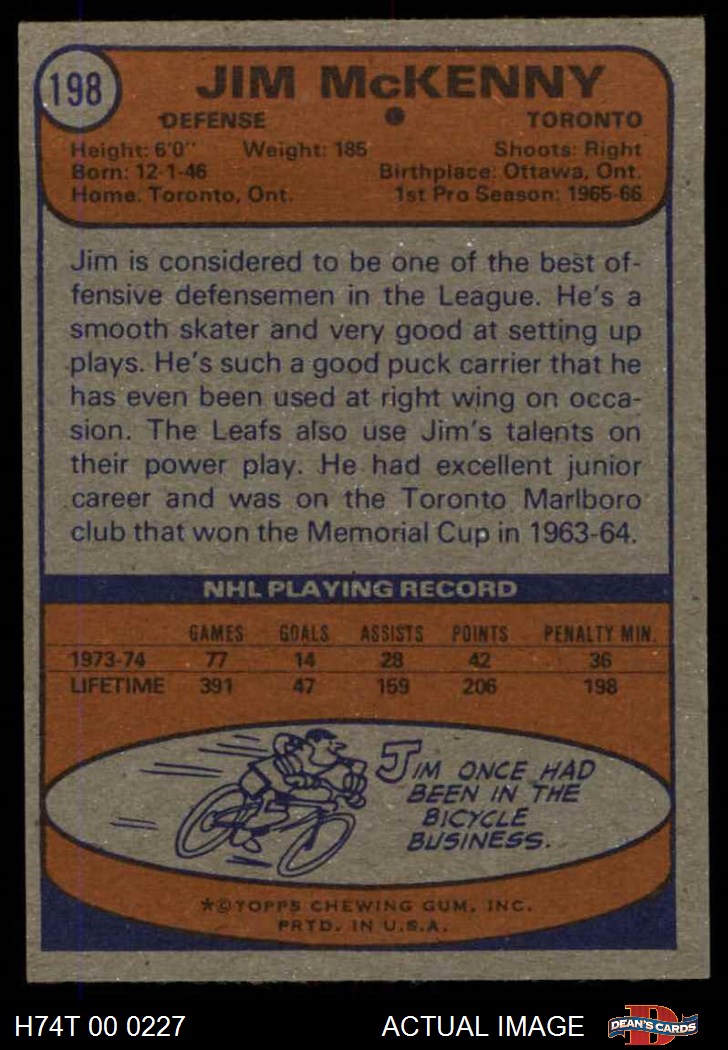 198
JIM McKENNY
DEFENSE TORONTO
Height: 6'0" Weight: 185 Shoots: Right
Born: 12-1-46 Birthplace: Ottawa, Ont.
Home: Toronto, Ont. 1st Pro Season: 1965-66
Jim is considered to be one of the best of-
fensive defensemen in the League. He's a
smooth skater and very good at setting up
plays. He's such a good puck carrier that he
has even been used at right wing on occa-
sion. The Leafs also use Jim's talents on
their power play. He had excellent junior
career and was on the Toronto Marlboro
club that won the Memorial Cup in 1963-64.
NHL PLAYING RECORD
GAMES GOALS ASSISTS POINTS PENALTY MIN.
1973-74 77 14 28 42 36
LIFETIME 391 47 159 206 198
JIM ONCE HAD
BEEN IN THE
BICYCLE
BUSINESS.
*©TOPPS CHEWING GUM, INC.
PRTD. IN U.S.A.
H74T 00 0227 ACTUAL IMAGE D DEAN'S CARDS